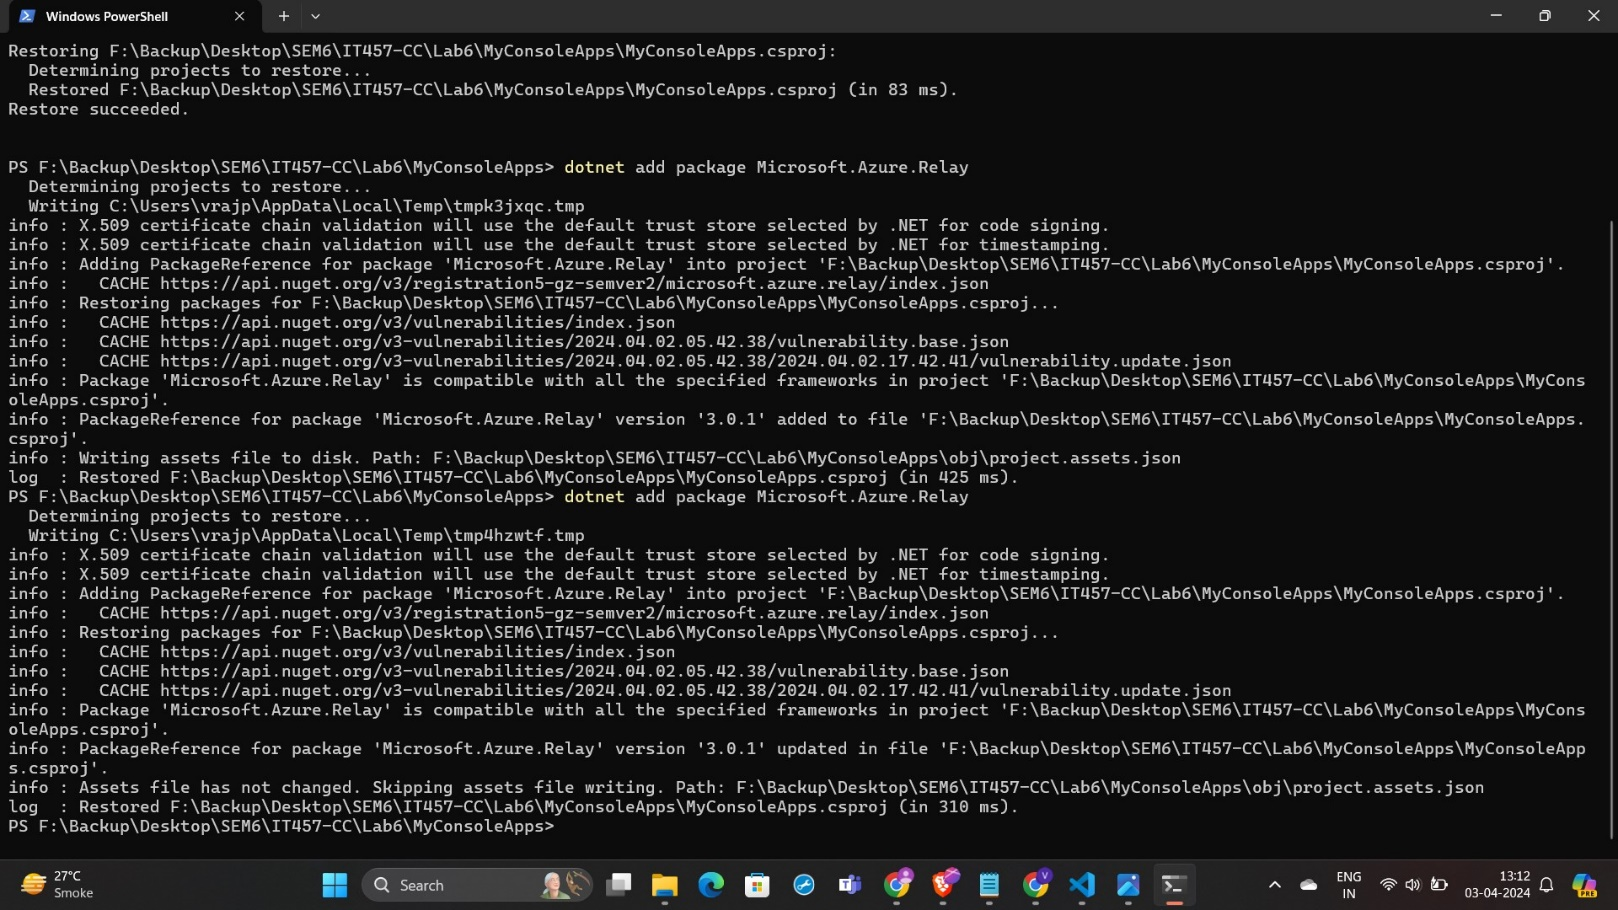 Windows PowerShell
Restoring F:\Backup\Desktop\SEM6\IT457-CC\Lab6\MyConsoleApps\MyConsoleApps.csproj:
  Determining projects to restore...
  Restored F:\Backup\Desktop\SEM6\IT457-CC\Lab6\MyConsoleApps\MyConsoleApps.csproj (in 83 ms).
Restore succeeded.
PS F:\Backup\Desktop\SEM6\IT457-CC\Lab6\MyConsoleApps> dotnet add package Microsoft.Azure.Relay
  Determining projects to restore...
  Writing C:\Users\vrajp\AppData\Local\Temp\tmpk3jxqc.tmp
info : X.509 certificate chain validation will use the default trust store selected by .NET for code signing.
info : X.509 certificate chain validation will use the default trust store selected by .NET for timestamping.
info : Adding PackageReference for package 'Microsoft.Azure.Relay' into project 'F:\Backup\Desktop\SEM6\IT457-CC\Lab6\MyConsoleApps\MyConsoleApps.csproj'.
info :   CACHE https://api.nuget.org/v3/registration5-gz-semver2/microsoft.azure.relay/index.json
info : Restoring packages for F:\Backup\Desktop\SEM6\IT457-CC\Lab6\MyConsoleApps\MyConsoleApps.csproj...
info :   CACHE https://api.nuget.org/v3/vulnerabilities/index.json
info :   CACHE https://api.nuget.org/v3-vulnerabilities/2024.04.02.05.42.38/vulnerability.base.json
info :   CACHE https://api.nuget.org/v3-vulnerabilities/2024.04.02.05.42.38/2024.04.02.17.42.41/vulnerability.update.json
info : Package 'Microsoft.Azure.Relay' is compatible with all the specified frameworks in project 'F:\Backup\Desktop\SEM6\IT457-CC\Lab6\MyConsoleApps\MyCons
oleApps.csproj'.
info : PackageReference for package 'Microsoft.Azure.Relay' version '3.0.1' added to file 'F:\Backup\Desktop\SEM6\IT457-CC\Lab6\MyConsoleApps\MyConsoleApps.
csproj'.
info : Writing assets file to disk. Path: F:\Backup\Desktop\SEM6\IT457-CC\Lab6\MyConsoleApps\obj\project.assets.json
log  : Restored F:\Backup\Desktop\SEM6\IT457-CC\Lab6\MyConsoleApps\MyConsoleApps.csproj (in 425 ms).
PS F:\Backup\Desktop\SEM6\IT457-CC\Lab6\MyConsoleApps> dotnet add package Microsoft.Azure.Relay
  Determining projects to restore...
  Writing C:\Users\vrajp\AppData\Local\Temp\tmp4hzwtf.tmp
info : X.509 certificate chain validation will use the default trust store selected by .NET for code signing.
info : X.509 certificate chain validation will use the default trust store selected by .NET for timestamping.
info : Adding PackageReference for package 'Microsoft.Azure.Relay' into project 'F:\Backup\Desktop\SEM6\IT457-CC\Lab6\MyConsoleApps\MyConsoleApps.csproj'.
info :   CACHE https://api.nuget.org/v3/registration5-gz-semver2/microsoft.azure.relay/index.json
info : Restoring packages for F:\Backup\Desktop\SEM6\IT457-CC\Lab6\MyConsoleApps\MyConsoleApps.csproj...
info :   CACHE https://api.nuget.org/v3/vulnerabilities/index.json
info :   CACHE https://api.nuget.org/v3-vulnerabilities/2024.04.02.05.42.38/vulnerability.base.json
info :   CACHE https://api.nuget.org/v3-vulnerabilities/2024.04.02.05.42.38/2024.04.02.17.42.41/vulnerability.update.json
info : Package 'Microsoft.Azure.Relay' is compatible with all the specified frameworks in project 'F:\Backup\Desktop\SEM6\IT457-CC\Lab6\MyConsoleApps\MyCons
oleApps.csproj'.
info : PackageReference for package 'Microsoft.Azure.Relay' version '3.0.1' updated in file 'F:\Backup\Desktop\SEM6\IT457-CC\Lab6\MyConsoleApps\MyConsoleApp
s.csproj'.
info : Assets file has not changed. Skipping assets file writing. Path: F:\Backup\Desktop\SEM6\IT457-CC\Lab6\MyConsoleApps\obj\project.assets.json
log  : Restored F:\Backup\Desktop\SEM6\IT457-CC\Lab6\MyConsoleApps\MyConsoleApps.csproj (in 310 ms).
PS F:\Backup\Desktop\SEM6\IT457-CC\Lab6\MyConsoleApps>
27°C
Smoke
Search
ENG
IN
13:12
03-04-2024
PRE